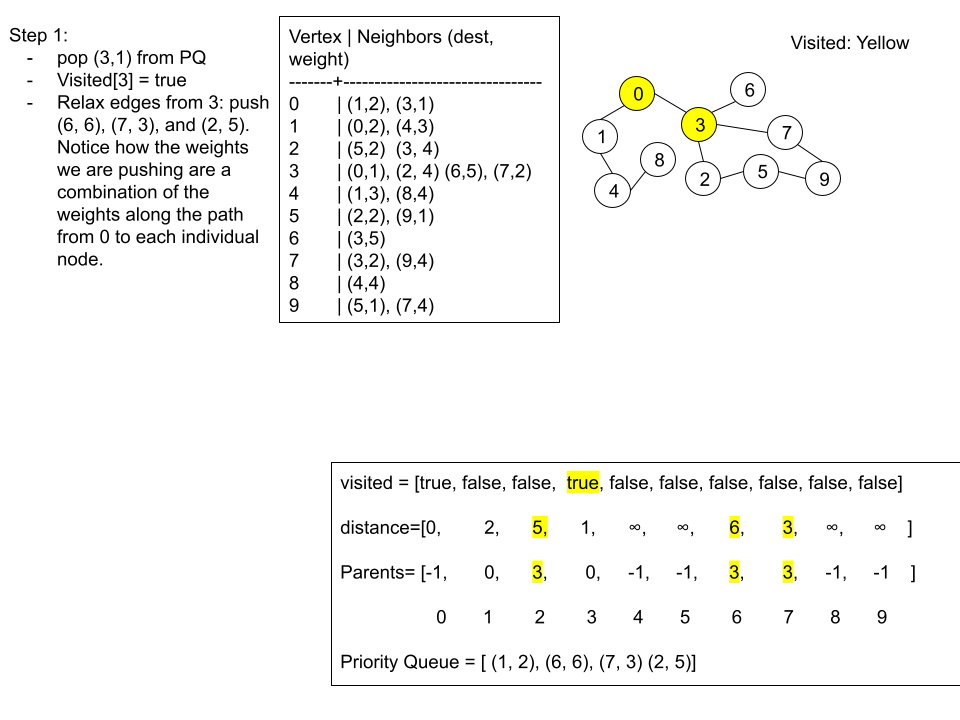 Step 1:
- pop (3,1) from PQ
- Visited[3] = true
- Relax edges from 3: push
(6, 6), (7, 3), and (2, 5).
Notice how the weights
we are pushing are a
combination of the
weights along the path
from 0 to each individual
node.
Vertex | Neighbors (dest,
weight)
-------+---------------------------------
0 | (1,2), (3,1)
1 | (0,2), (4,3)
2 | (5,2) (3, 4)
3 | (0,1), (2, 4) (6,5), (7,2)
4 | (1,3), (8,4)
5 | (2,2), (9,1)
6 | (3,5)
7 | (3,2), (9,4)
8 | (4,4)
9 | (5,1), (7,4)
Visited: Yellow
0
6
3
1
7
8
5
2
4
9
visited = [true, false, false, true, false, false, false, false, false, false]
distance=[0, 2, 5, 1, ∞, ∞, 6, 3, ∞, ∞ ]
Parents= [-1, 0, 3, 0, -1, -1, 3, 3, -1, -1 ]
0 1 2 3 4 5 6 7 8 9
Priority Queue = [ (1, 2), (6, 6), (7, 3) (2, 5)]